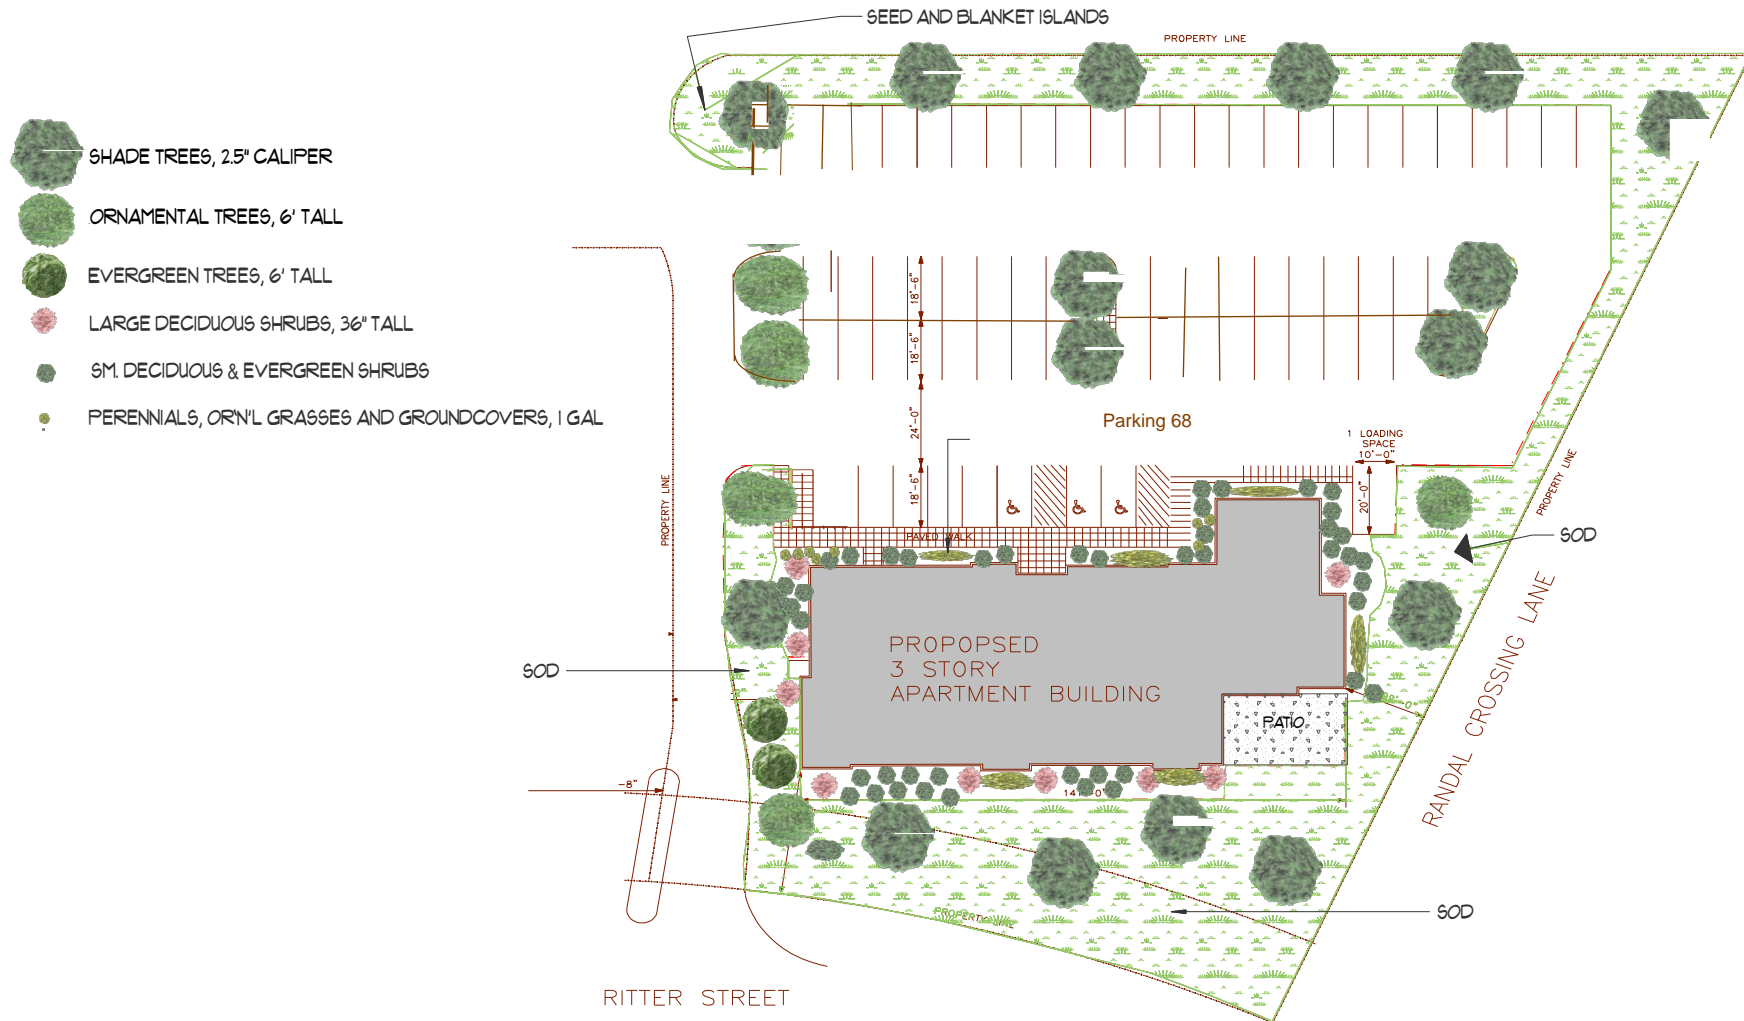 SEED AND BLANKET ISLANDS
PROPERTY LINE
SHADE TREES, 2.5" CALIPER
ORNAMENTAL TREES, 6' TALL
EVERGREEN TREES, 6' TALL
LARGE DECIDUOUS SHRUBS, 36" TALL
SM. DECIDUOUS & EVERGREEN SHRUBS
PERENNIALS, OR'N'L GRASSES AND GROUNDCOVERS, 1 GAL
18'-6"
18'-6"
24'-0"
18'-6"
Parking 68
1 LOADING
SPACE
10'-0"
20'-0"
PROPERTY LINE
PROPERTY LINE
PAVED WALK
SOD
SOD
PROPOPSED
3 STORY
APARTMENT BUILDING
PATIO
RANDAL CROSSING LANE
-8"
SOD
PROPERTY LINE
RITTER STREET